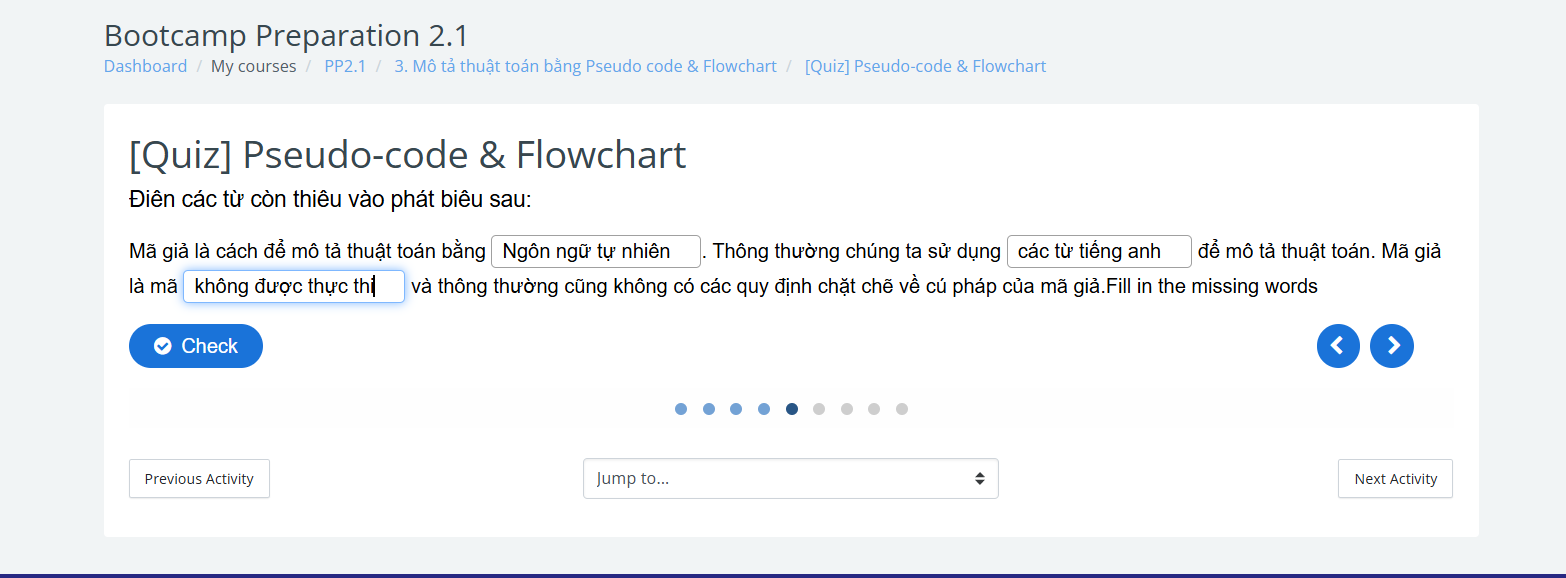 Bootcamp Preparation 2.1
Dashboard / My courses / PP2.1 / 3. Mô tả thuật toán bằng Pseudo code & Flowchart / [Quiz] Pseudo-code & Flowchart
[Quiz] Pseudo-code & Flowchart
Điên các từ còn thiêu vào phát biêu sau:
Mã giả là cách để mô tả thuật toán bằng Ngôn ngữ tự nhiên . Thông thường chúng ta sử dụng các từ tiếng anh để mô tả thuật toán. Mã giả
là mã không được thực thi và thông thường cũng không có các quy định chặt chẽ về cú pháp của mã giả.Fill in the missing words
Check
Previous Activity Jump to... Next Activity